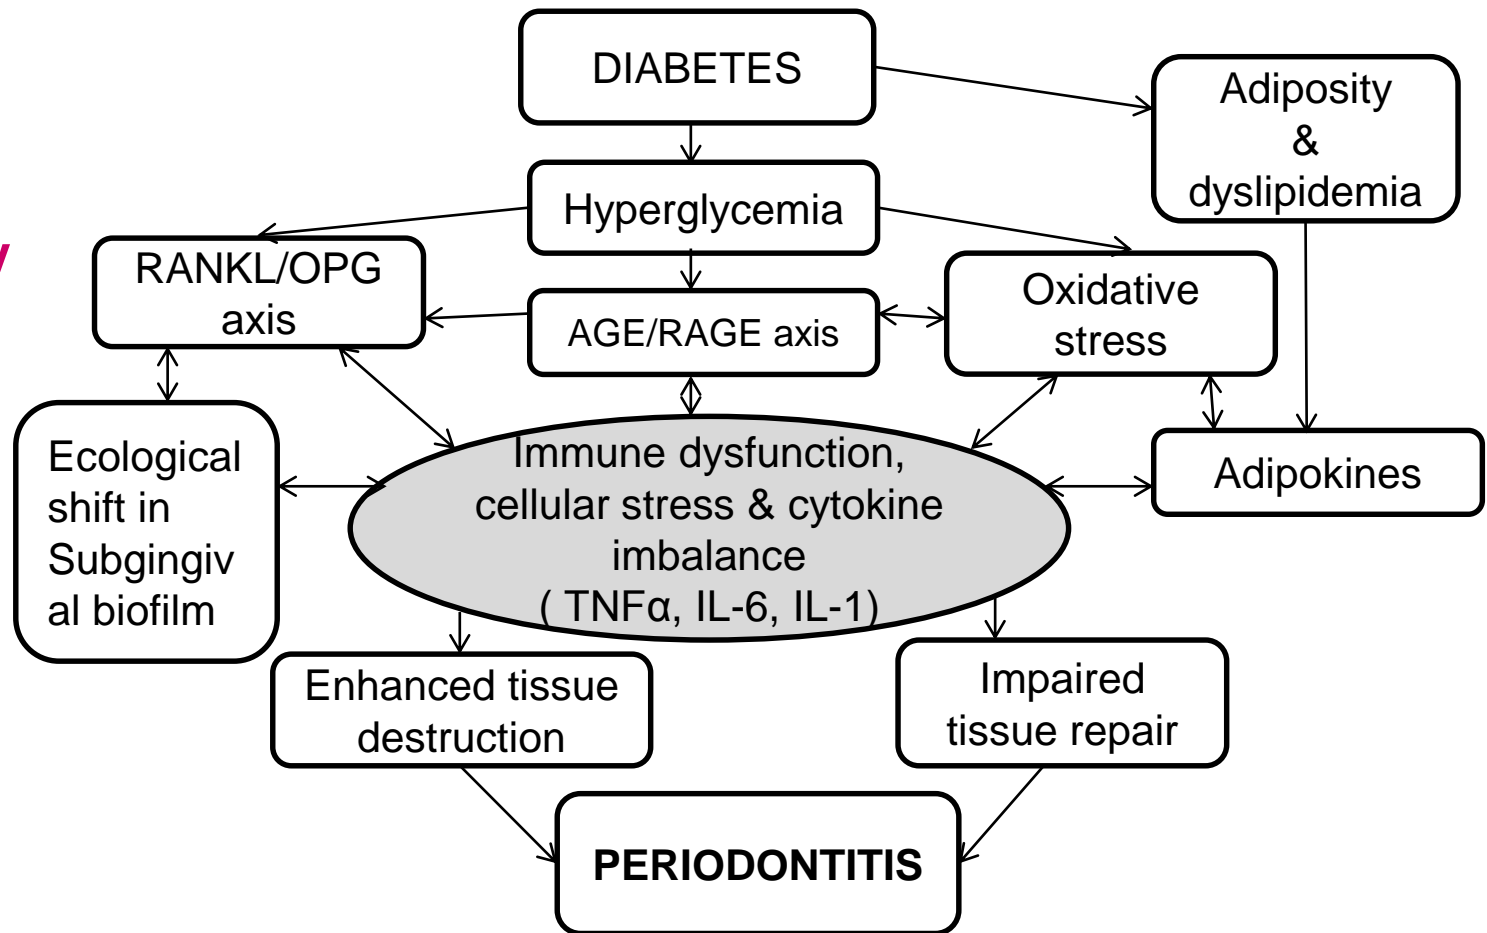 DIABETES
Adiposity
&
dyslipidemia
Hyperglycemia
y
RANKL/OPG
axis
Oxidative
stress
AGE/RAGE axis
Ecological
shift in
Subgingiv
al biofilm
Immune dysfunction,
cellular stress & cytokine
imbalance
( TNFα, IL-6, IL-1)
Adipokines
Enhanced tissue
destruction
Impaired
tissue repair
PERIODONTITIS